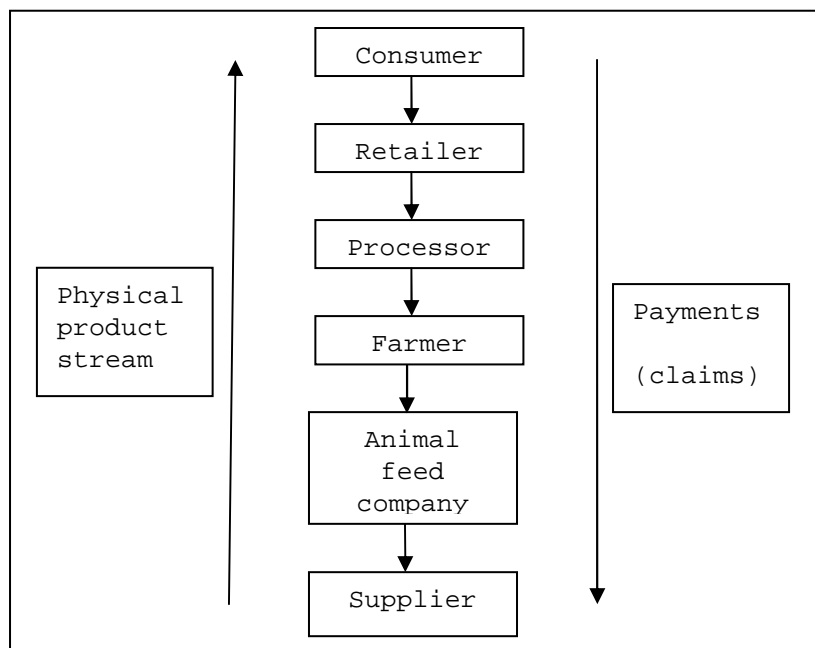 Consumer
Retailer
Processor
Physical
product
stream
Payments
(claims)
Farmer
Animal
feed
company
Supplier